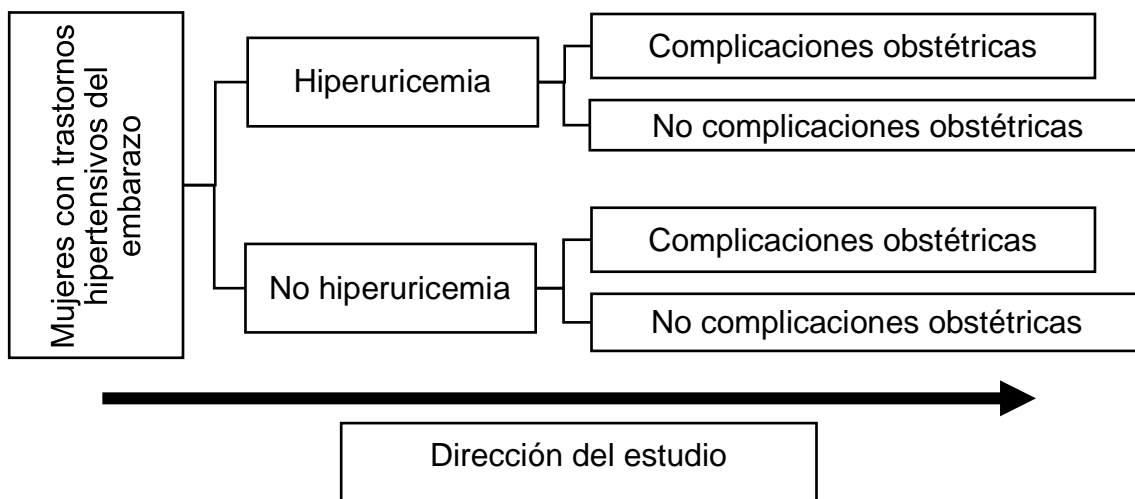 Mujeres con trastornos
hipertensivos del
embarazo
Hiperuricemia
Complicaciones obstétricas
No complicaciones obstétricas
No hiperuricemia
Complicaciones obstétricas
No complicaciones obstétricas
Dirección del estudio